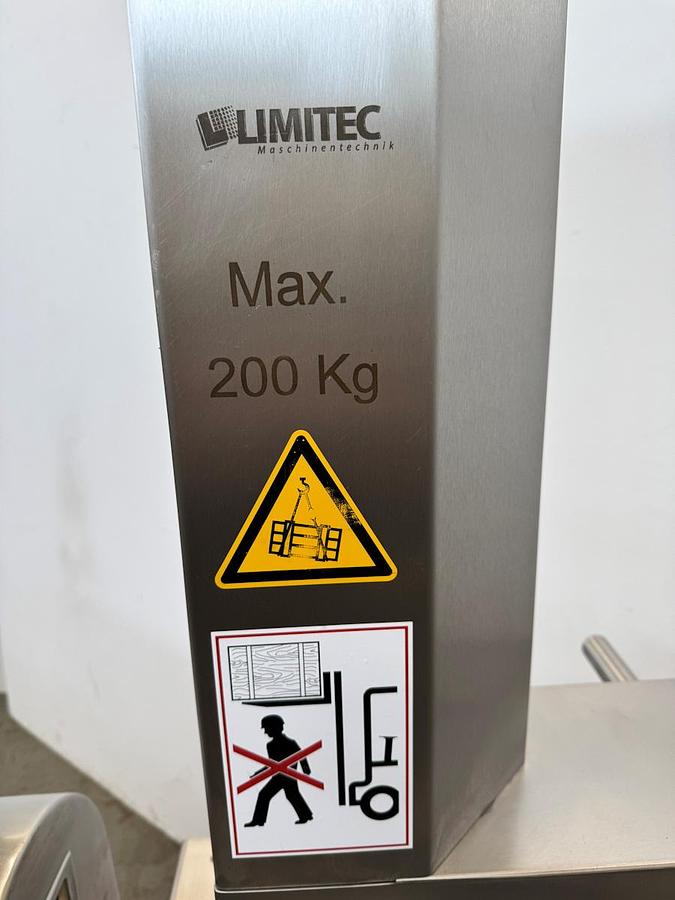 LIMITEC
Maschinentechnik
Max.
200 Kg